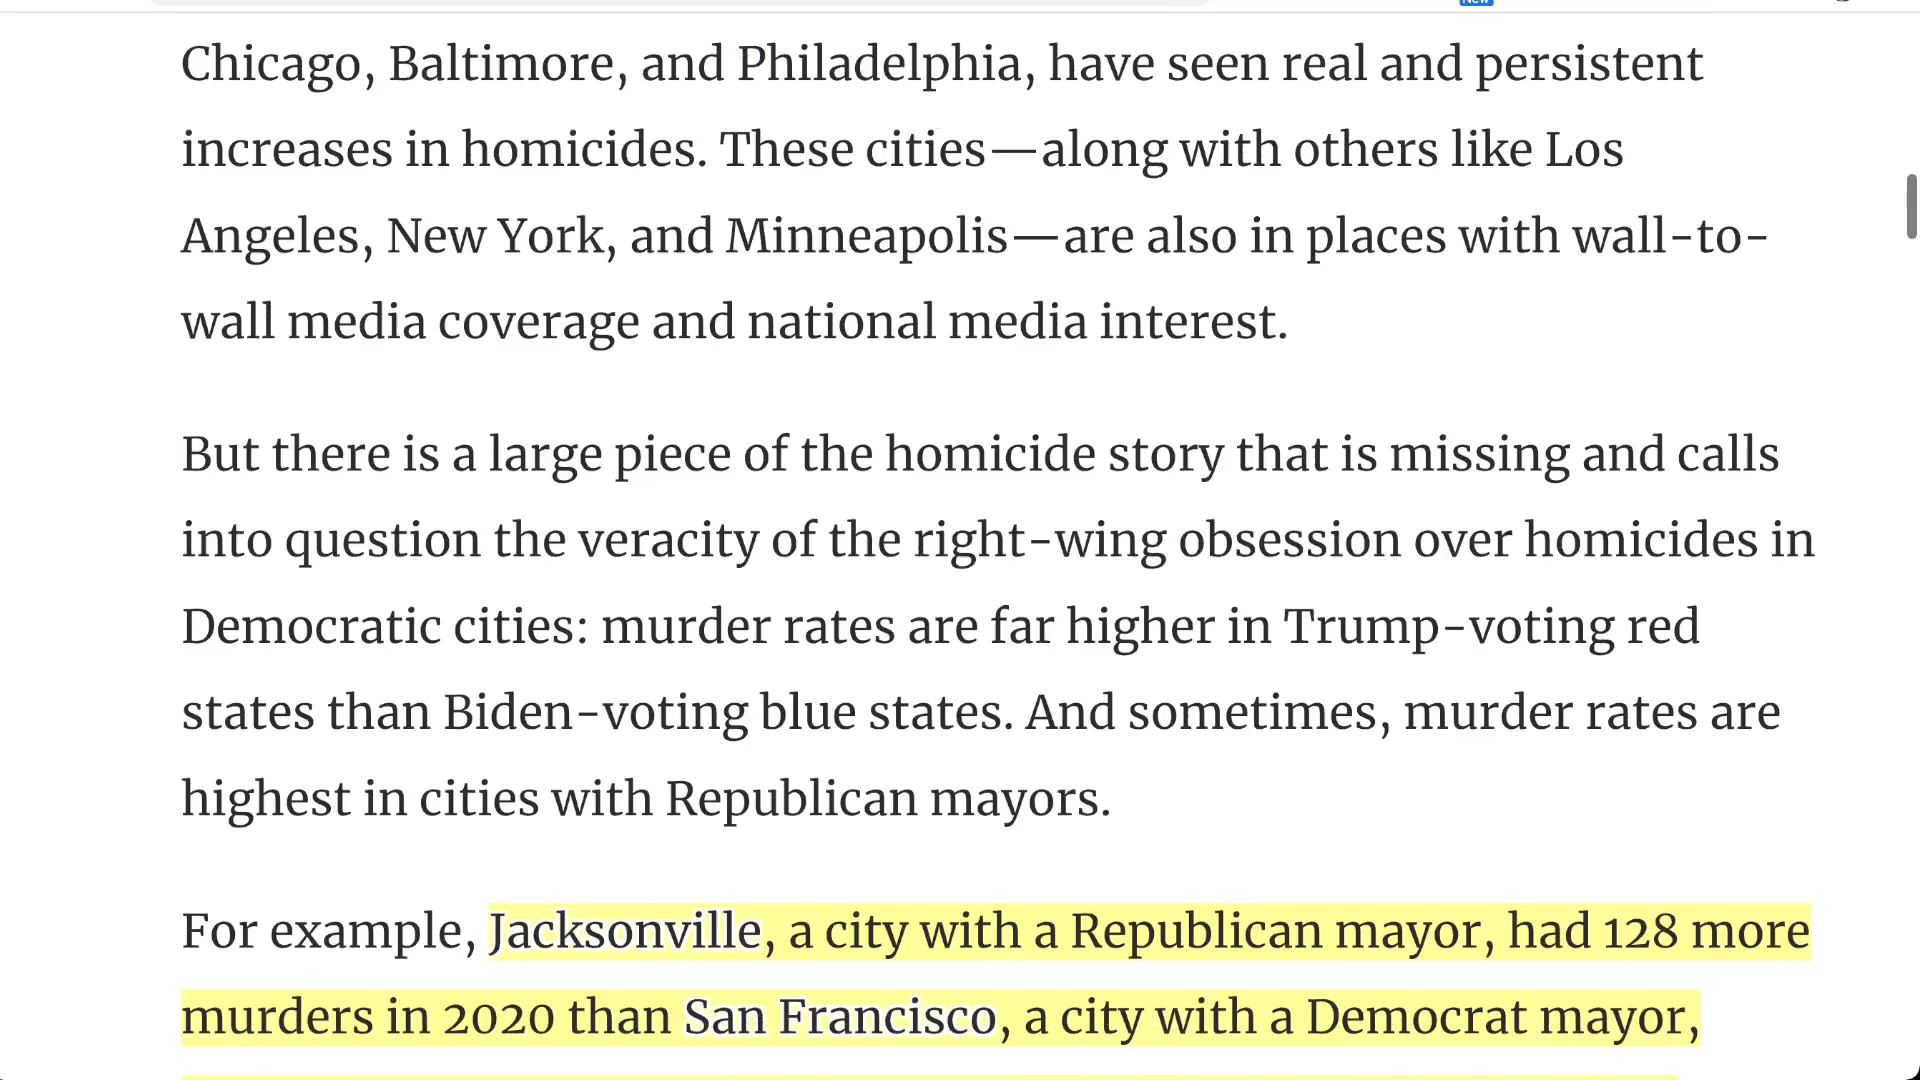 New
Chicago, Baltimore, and Philadelphia, have seen real and persistent
increases in homicides. These cities—along with others like Los
Angeles, New York, and Minneapolis—are also in places with wall-to-
wall media coverage and national media interest.
But there is a large piece of the homicide story that is missing and calls
into question the veracity of the right-wing obsession over homicides in
Democratic cities: murder rates are far higher in Trump-voting red
states than Biden-voting blue states. And sometimes, murder rates are
highest in cities with Republican mayors.
For example, Jacksonville, a city with a Republican mayor, had 128 more
murders in 2020 than San Francisco, a city with a Democrat mayor,